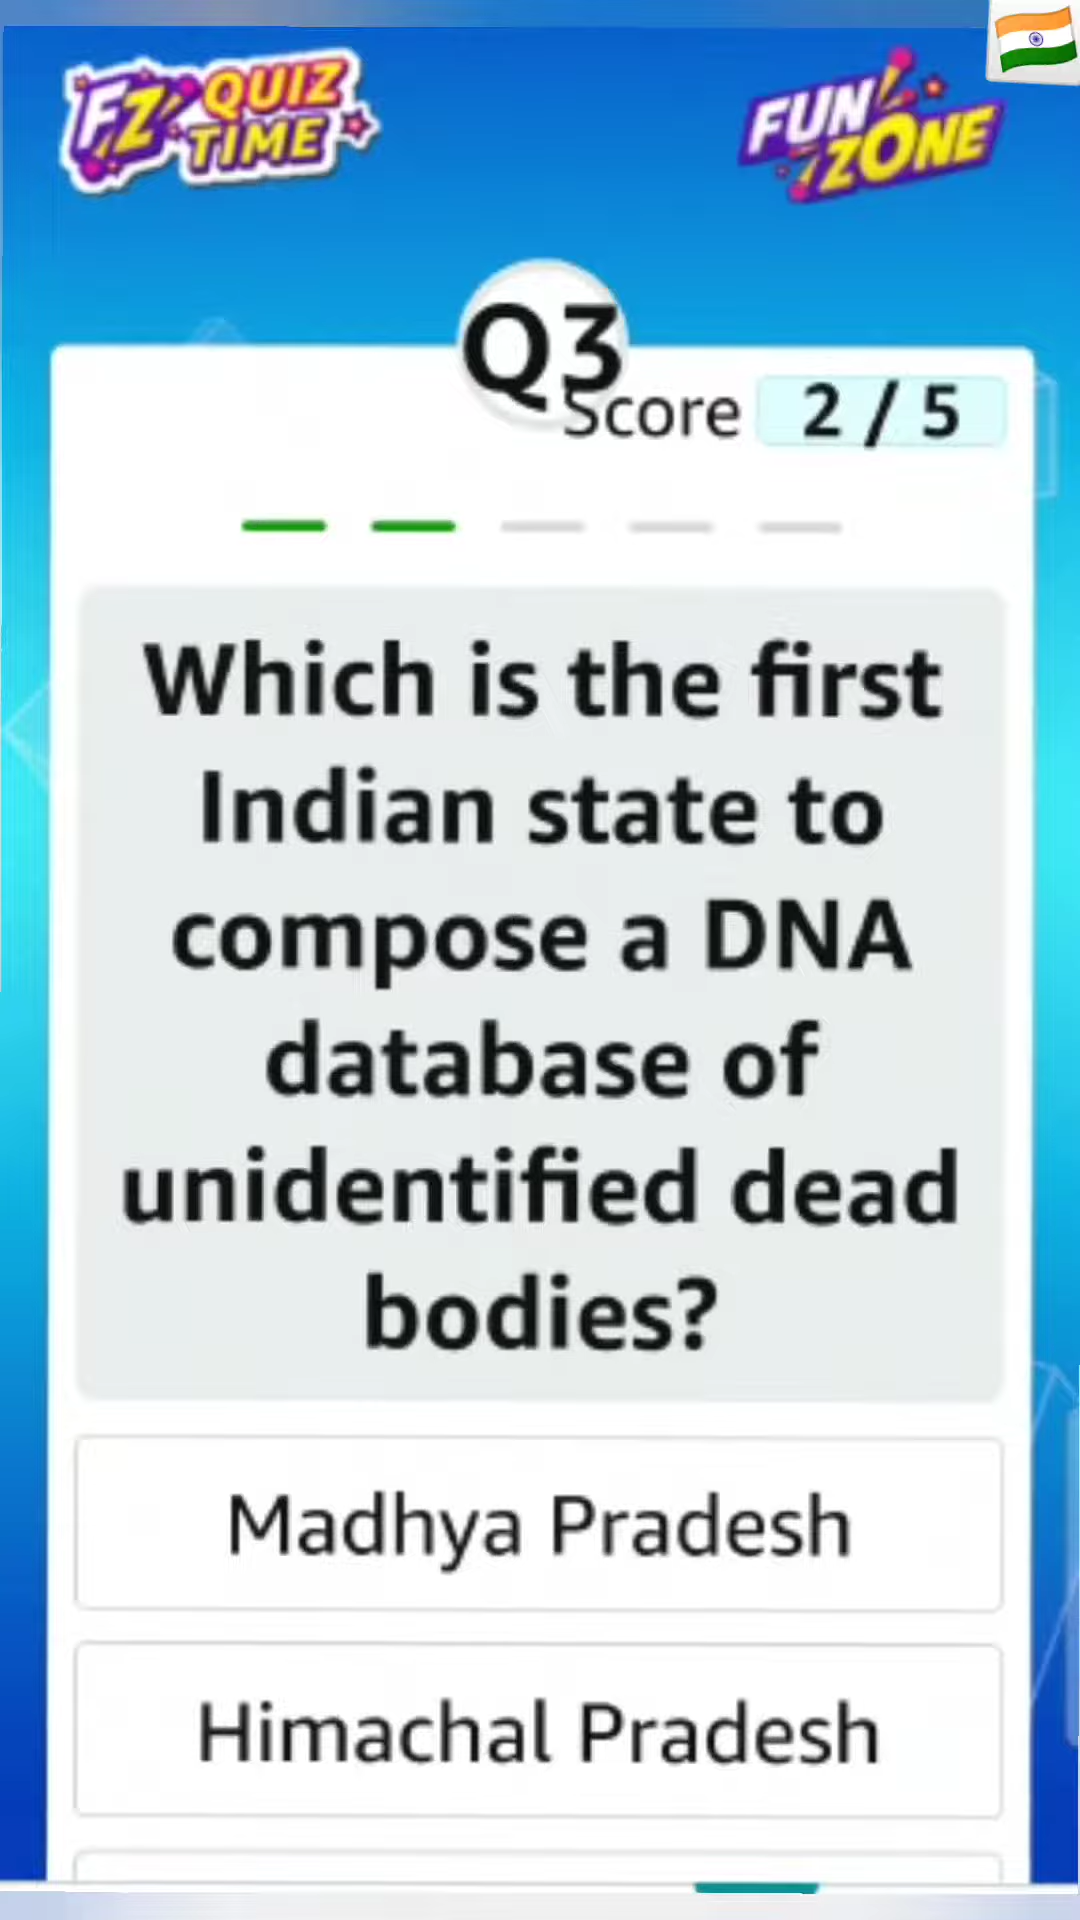 FZ QUIZ
TIME
FUN
ZONE
Q3
Score 2 / 5
Which is the first
Indian state to
compose a DNA
database of
unidentified dead
bodies?
Madhya Pradesh
Himachal Pradesh